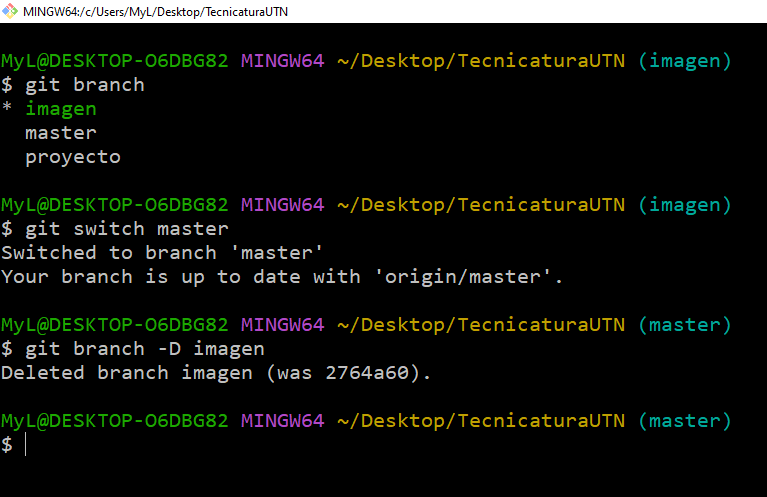 MINGW64:/c/Users/MyL/Desktop/TecnicaturaUTN
MyL@DESKTOP-O6DBG82 MINGW64 ~/Desktop/TecnicaturaUTN (imagen)
$ git branch
* imagen
  master
  proyecto
MyL@DESKTOP-O6DBG82 MINGW64 ~/Desktop/TecnicaturaUTN (imagen)
$ git switch master
Switched to branch 'master'
Your branch is up to date with 'origin/master'.
MyL@DESKTOP-O6DBG82 MINGW64 ~/Desktop/TecnicaturaUTN (master)
$ git branch -D imagen
Deleted branch imagen (was 2764a60).
MyL@DESKTOP-O6DBG82 MINGW64 ~/Desktop/TecnicaturaUTN (master)
$